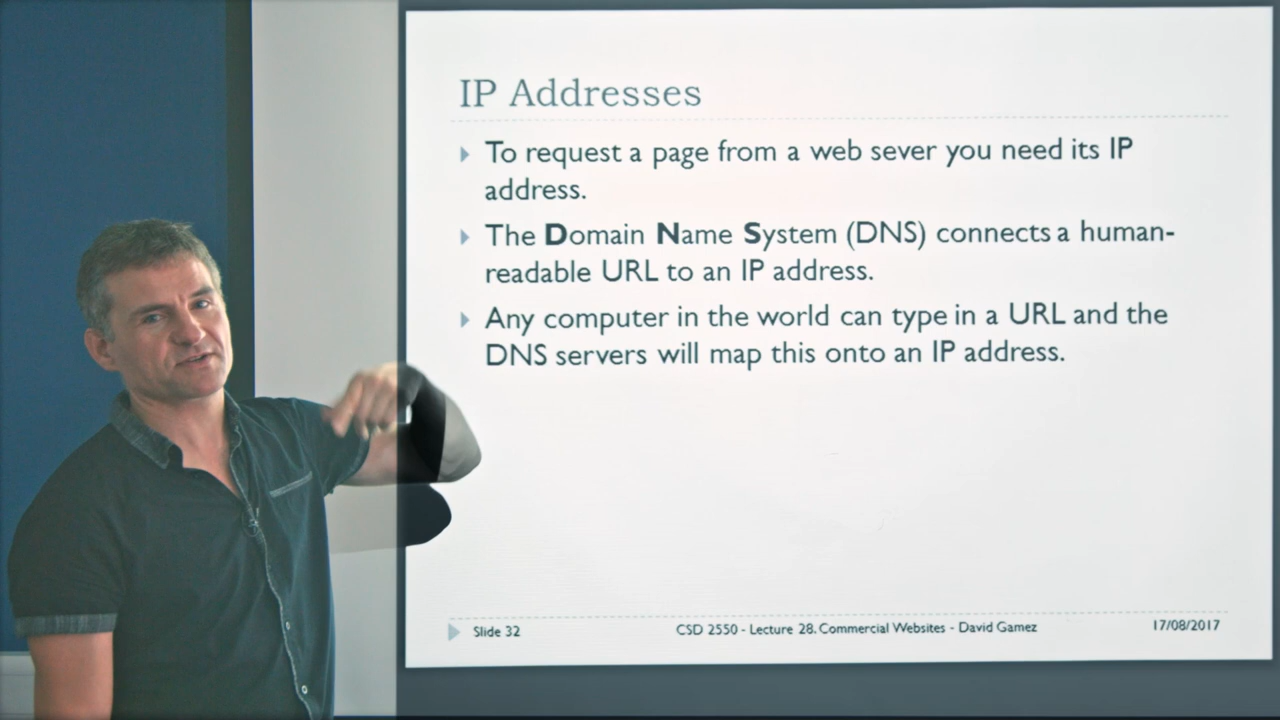 IP Addresses
To request a page from a web sever you need its IP
address.
The Domain Name System (DNS) connects a human-
readable URL to an IP address.
Any computer in the world can type in a URL and the
DNS servers will map this onto an IP address.
Slide 32
CSD 2550 - Lecture 28. Commercial Websites - David Gamez
17/08/2017